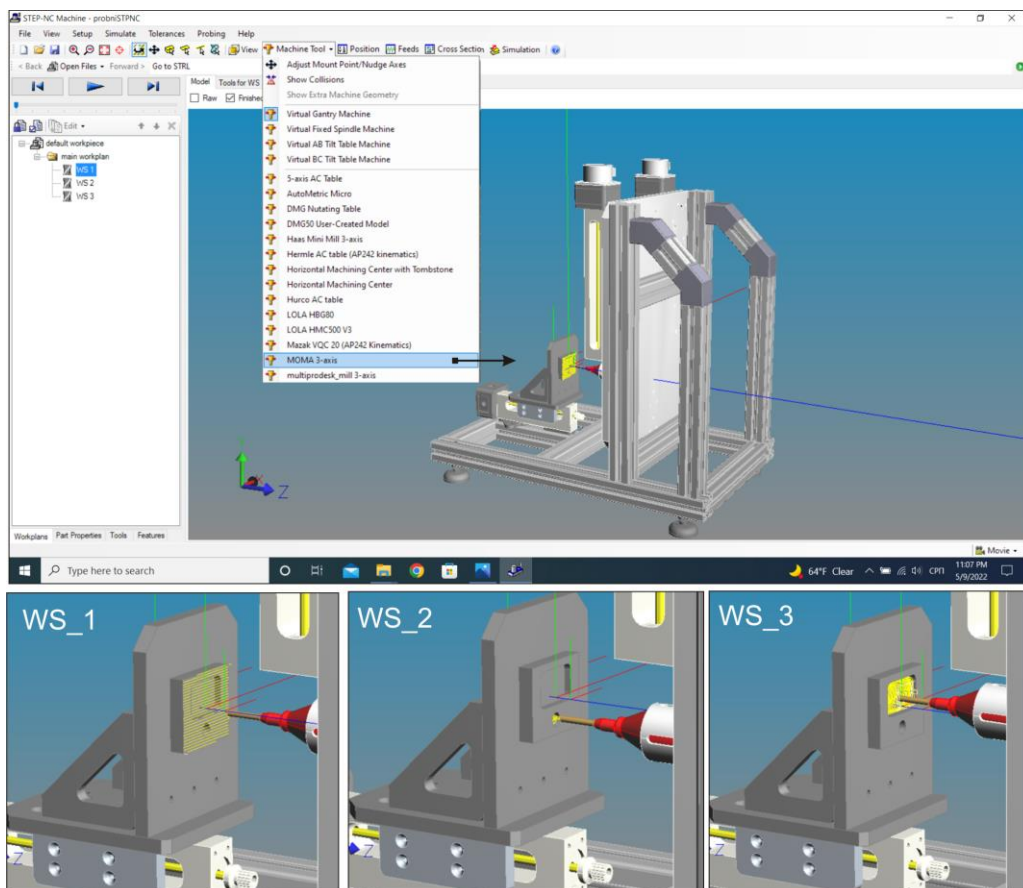 STEP-NC Machine - probniSTPNC
File View Setup Simulate Tolerances
Probing Help
View Machine Tool Position Feeds Cross Section Simulation
< Back Open Files Forward > Go to STRL
Model Tools for WS
Raw Finished
Edit
default workpiece
main workplan
WS 1
WS 2
WS 3
Adjust Mount Point/Nudge Axes
Show Collisions
Show Extra Machine Geometry
Virtual Gantry Machine
Virtual Fixed Spindle Machine
Virtual AB Tilt Table Machine
Virtual BC Tilt Table Machine
5-axis AC Table
AutoMetric Micro
DMG Nutating Table
DMG50 User-Created Model
Haas Mini Mill 3-axis
Hermle AC table (AP242 kinematics)
Horizontal Machining Center with Tombstone
Horizontal Machining Center
Hurco AC table
LOLA HBG80
LOLA HMC500 V3
Mazak VQC 20 (AP242 Kinematics)
MOMA 3-axis
multiprodesk_mill 3-axis
Y
X
Z
Workplans Part Properties Tools Features
Movie
Type here to search
64°F Clear
СРП
11:07 PM
5/9/2022
WS_1
WS_2
WS_3
Z
Z
Z